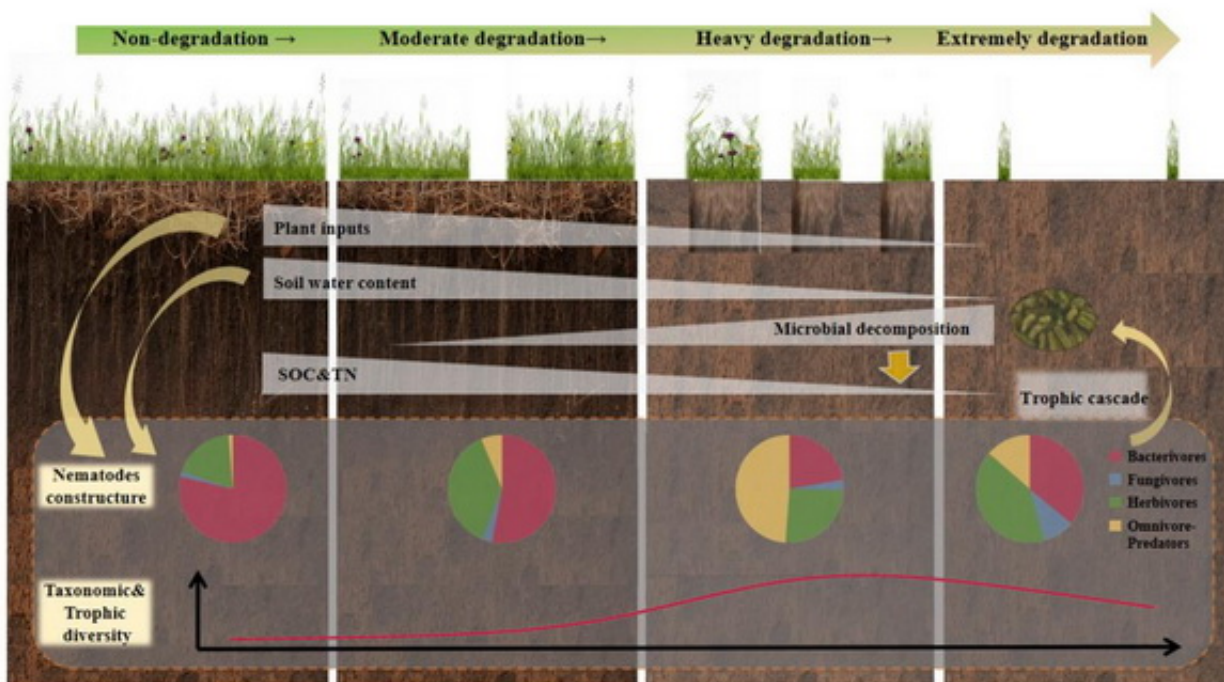 Non-degradation →
Moderate degradation→
Heavy degradation→
Extremely degradation
Plant inputs
Soil water content
Microbial decomposition
SOC&TN
Trophic cascade
Nematodes
constructure
Bacterivores
Fungivores
Herbivores
Omnivore-
Predators
Taxonomic&
Trophic
diversity